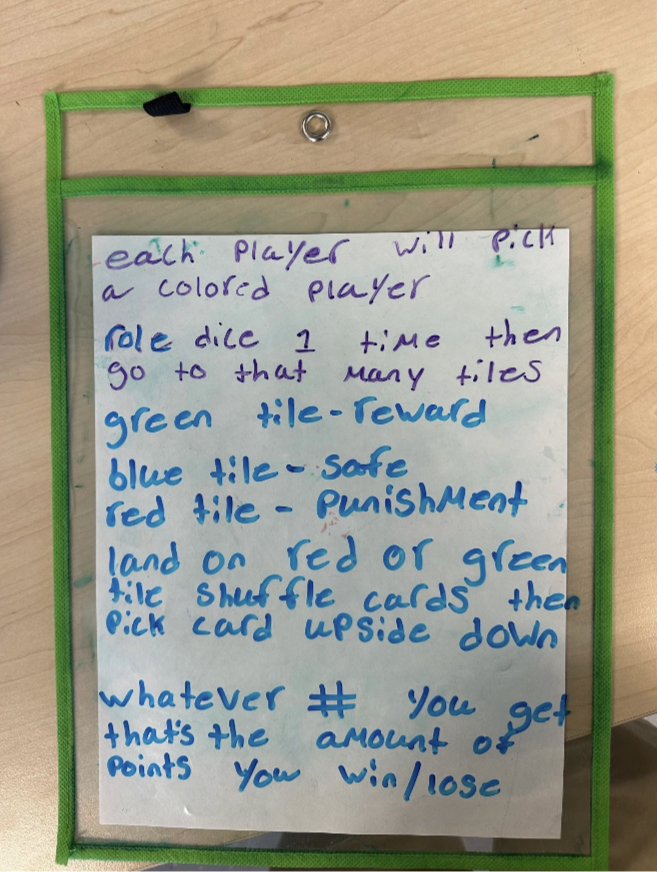 each player will pick
a colored player
role dice 1 time then
go to that many tiles
green tile-reward
blue tile - safe
red tile - punishment
land on red or green
tile shuffle cards then
pick card upside down
whatever # you get
that's the amount of
points you win/lose